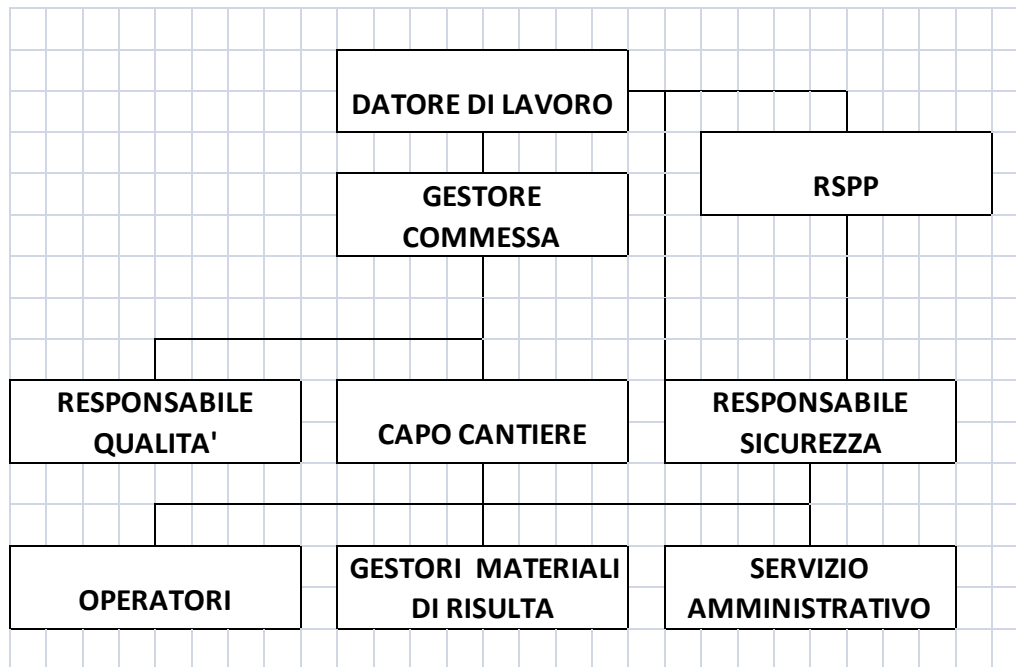 DATORE DI LAVORO
RSPP
GESTORE
COMMESSA
RESPONSABILE
QUALITA'
CAPO CANTIERE
RESPONSABILE
SICUREZZA
OPERATORI
GESTORI MATERIALI
DI RISULTA
SERVIZIO
AMMINISTRATIVO